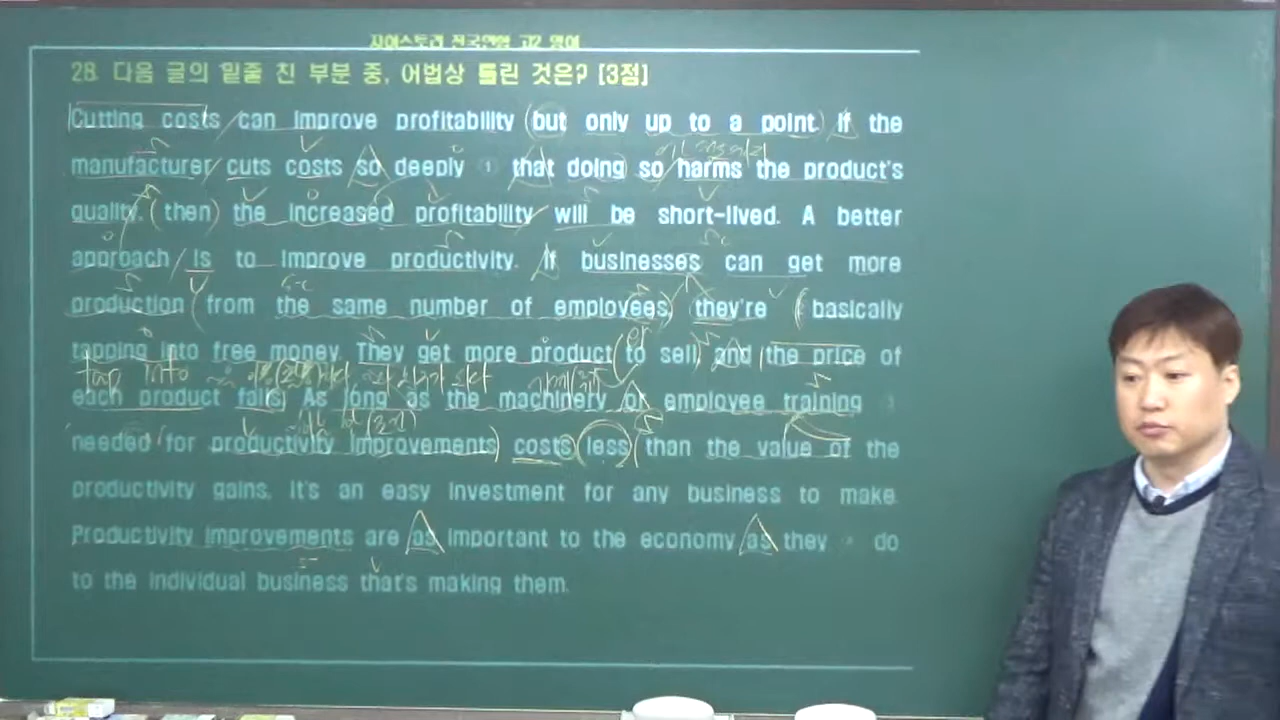 자이스토리 전국연합 고2 영어
28. 다음 글의 밑줄 친 부분 중, 어법상 틀린 것은? [3점]
Cutting costs can improve profitability but only up to a point. If the
manufacturer cuts costs so deeply ① that doing so harms the product's
quality, then the increased profitability will be short-lived. A better
approach is to improve productivity. If businesses can get more
production from the same number of employees, they're basically
tapping into free money. They get more product to sell, and the price of
tap into
each product falls. As long as the machinery or employee training
needed for productivity improvements costs less than the value of the
productivity gains, it's an easy investment for any business to make.
Productivity improvements are as important to the economy as they do
to the individual business that's making them.